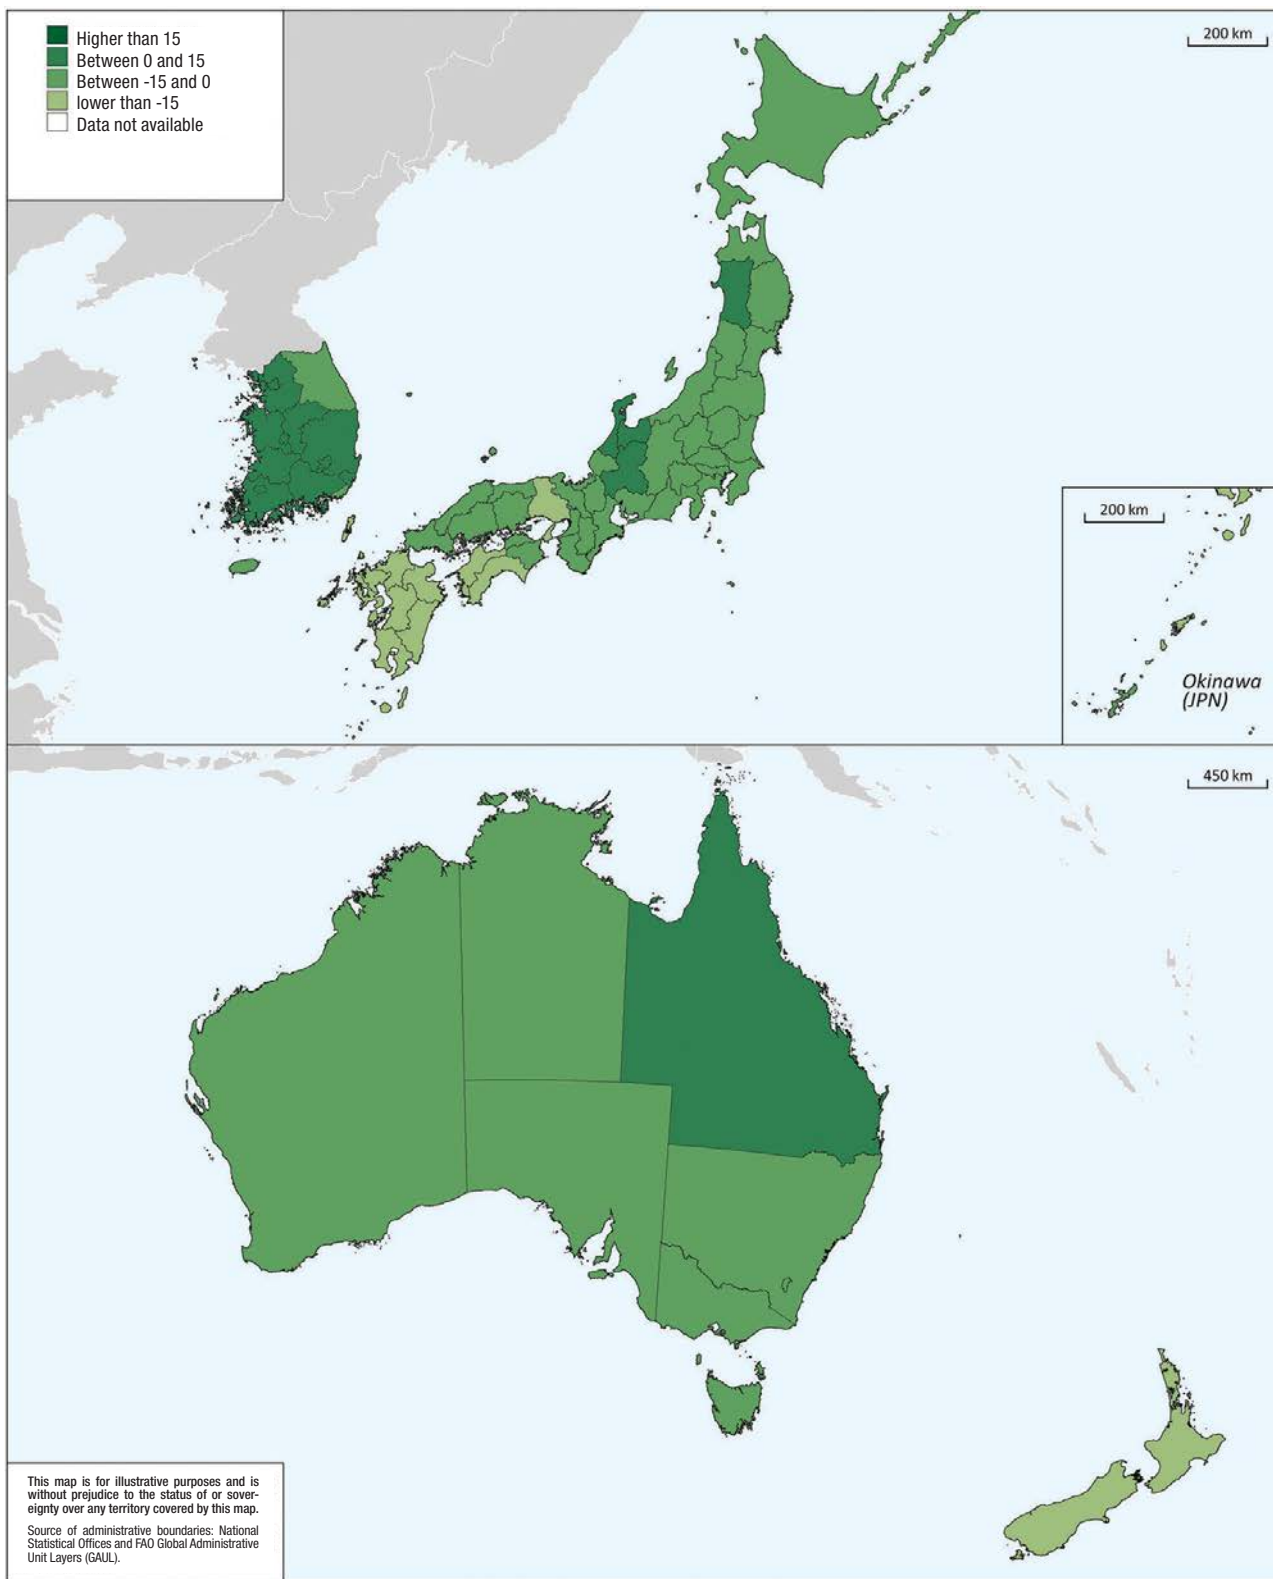 Higher than 15
Between 0 and 15
Between -15 and 0
lower than -15
Data not available
200 km
200 km
Okinawa
(JPN)
450 km
This map is for illustrative purposes and is
without prejudice to the status of or sover-
eignty over any territory covered by this map.
Source of administrative boundaries: National
Statistical Offices and FAO Global Administrative
Unit Layers (GAUL).